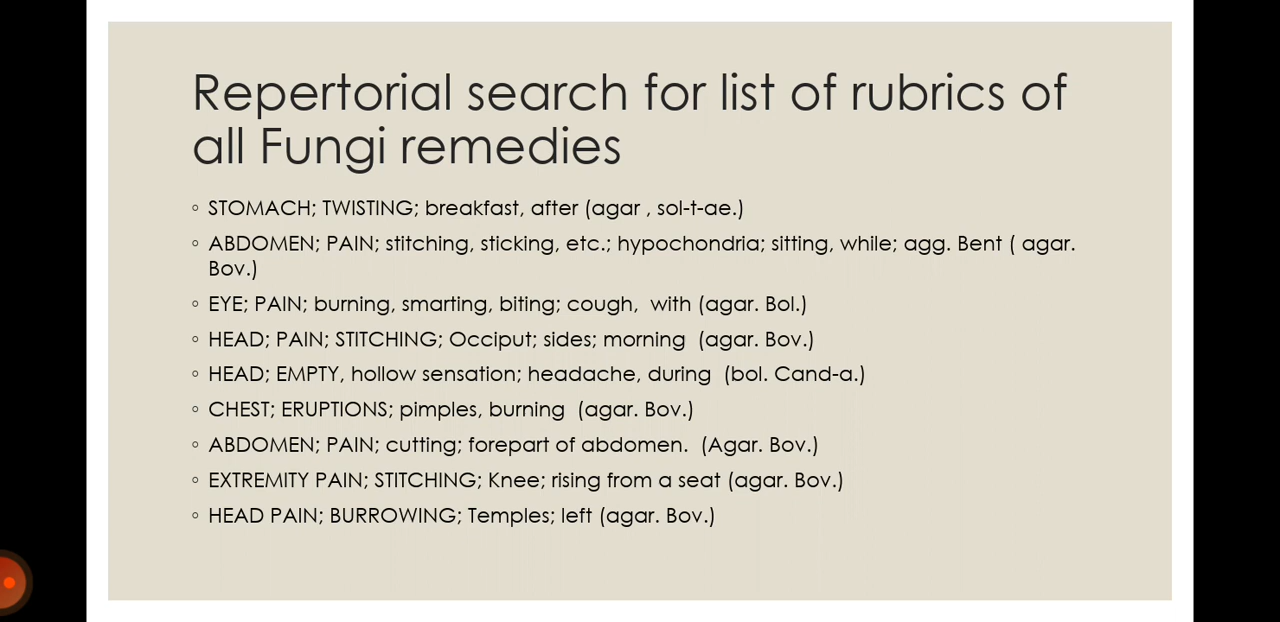 Repertorial search for list of rubrics of
all Fungi remedies
◦ STOMACH; TWISTING; breakfast, after (agar , sol-t-ae.)
◦ ABDOMEN; PAIN; stitching, sticking, etc.; hypochondria; sitting, while; agg. Bent ( agar.
Bov.)
◦ EYE; PAIN; burning, smarting, biting; cough,  with (agar. Bol.)
◦ HEAD; PAIN; STITCHING; Occiput; sides; morning  (agar. Bov.)
◦ HEAD; EMPTY, hollow sensation; headache, during  (bol. Cand-a.)
◦ CHEST; ERUPTIONS; pimples, burning  (agar. Bov.)
◦ ABDOMEN; PAIN; cutting; forepart of abdomen.  (Agar. Bov.)
◦ EXTREMITY PAIN; STITCHING; Knee; rising from a seat (agar. Bov.)
◦ HEAD PAIN; BURROWING; Temples; left (agar. Bov.)